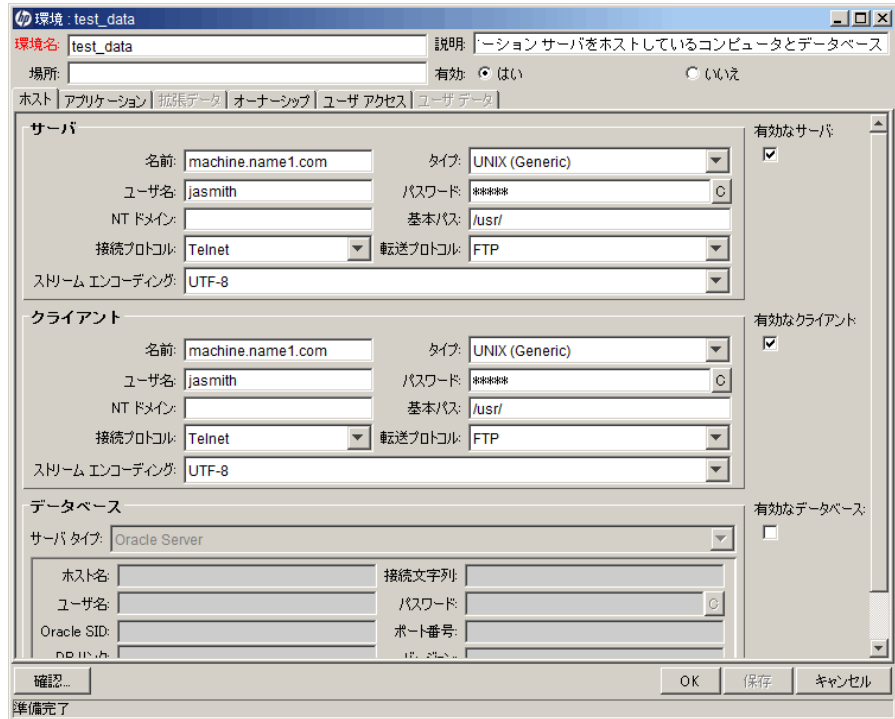 hp 環境 : test_data
環境名: test_data 説明: ーション サーバをホストしているコンピュータとデータベース
場所: 有効: はい いいえ
ホスト アプリケーション 拡張データ オーナーシップ ユーザ アクセス ユーザ データ
サーバ 有効なサーバ:
名前: machine.name1.com タイプ: UNIX (Generic)
ユーザ名: jasmith パスワード: ***** C
NT ドメイン: 基本パス: /usr/
接続プロトコル: Telnet 転送プロトコル: FTP
ストリーム エンコーディング: UTF-8
クライアント 有効なクライアント:
名前: machine.name1.com タイプ: UNIX (Generic)
ユーザ名: jasmith パスワード: ***** C
NT ドメイン: 基本パス: /usr/
接続プロトコル: Telnet 転送プロトコル: FTP
ストリーム エンコーディング: UTF-8
データベース 有効なデータベース:
サーバ タイプ: Oracle Server
ホスト名: 接続文字列:
ユーザ名: パスワード: C
Oracle SID: ポート番号:
DB リンク
確認... OK 保存 キャンセル
準備完了